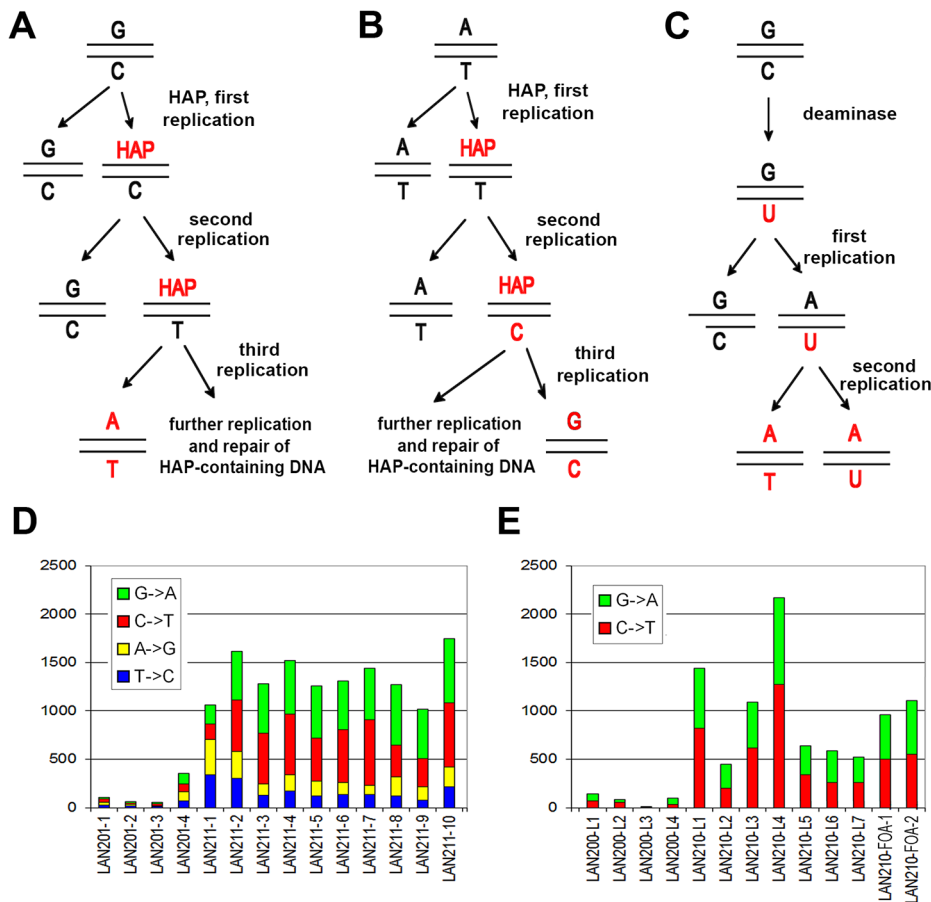 A
B
C
G
C
HAP, first
replication
G
C
HAP
C
second
replication
G
C
HAP
T
third
replication
A
T
further replication
and repair of
HAP-containing DNA
A
T
HAP, first
replication
A
T
HAP
T
second
replication
A
T
HAP
C
third
replication
further replication
and repair of
HAP-containing DNA
G
C
G
C
deaminase
G
U
first
replication
G
C
A
U
second
replication
A
T
A
U
D
2500
2000
1500
1000
500
0
G->A
C->T
A->G
T->C
LAN201-1
LAN201-2
LAN201-3
LAN201-4
LAN211-1
LAN211-2
LAN211-3
LAN211-4
LAN211-5
LAN211-6
LAN211-7
LAN211-8
LAN211-9
LAN211-10
E
2500
2000
1500
1000
500
0
G->A
C->T
LAN200-L1
LAN200-L2
LAN200-L3
LAN200-L4
LAN210-L1
LAN210-L2
LAN210-L3
LAN210-L4
LAN210-L5
LAN210-L6
LAN210-L7
LAN210-FOA-1
LAN210-FOA-2